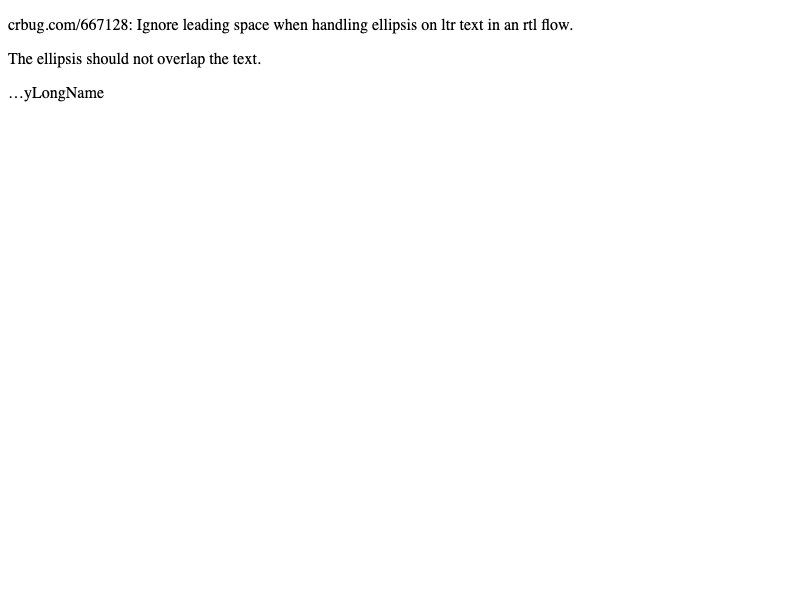 crbug.com/667128: Ignore leading space when handling ellipsis on ltr text in an rtl flow.
The ellipsis should not overlap the text.
…yLongName